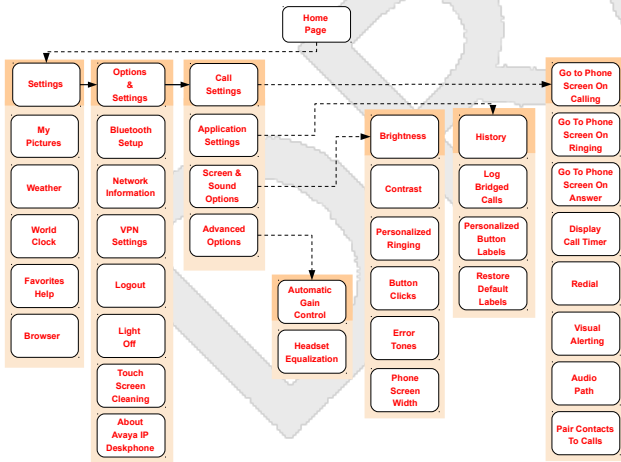 Home
Page
Settings
My
Pictures
Weather
World
Clock
Favorites
Help
Browser
Options
&
Settings
Bluetooth
Setup
Network
Information
VPN
Settings
Logout
Light
Off
Touch
Screen
Cleaning
About
Avaya IP
Deskphone
Call
Settings
Application
Settings
Screen &
Sound
Options
Advanced
Options
Automatic
Gain
Control
Headset
Equalization
Brightness
Contrast
Personalized
Ringing
Button
Clicks
Error
Tones
Phone
Screen
Width
History
Log
Bridged
Calls
Personalized
Button
Labels
Restore
Default
Labels
Go to Phone
Screen On
Calling
Go To Phone
Screen On
Ringing
Go To Phone
Screen On
Answer
Display
Call Timer
Redial
Visual
Alerting
Audio
Path
Pair Contacts
To Calls